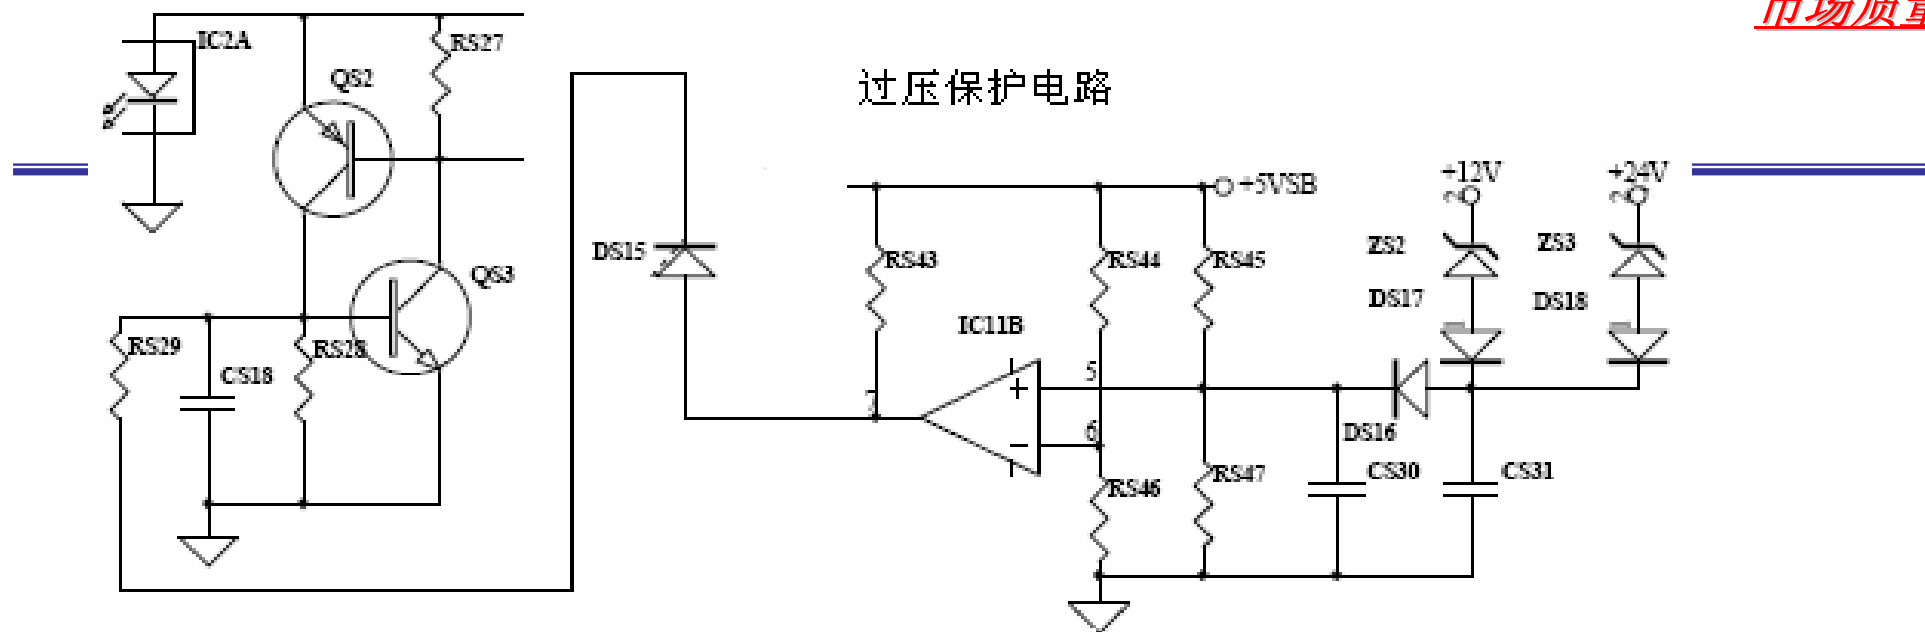 市场质量
IC2A
RS27
QS2
过压保护电路
+12V
+24V
+5VSB
DS15
RS43
RS44
RS45
ZS2
ZS3
QS3
DS17
DS18
IC11B
RS29
RS28
CS18
5
7
+
6
DS16
−
RS46
RS47
CS30
CS31